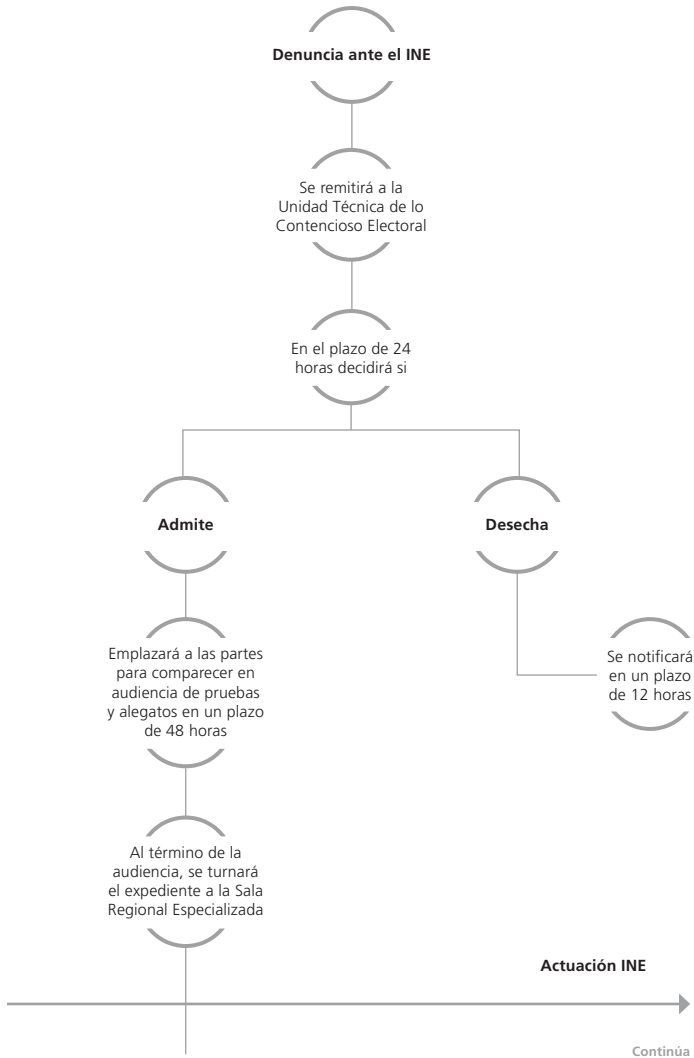 Denuncia ante el INE
Se remitirá a la
Unidad Técnica de lo
Contencioso Electoral
En el plazo de 24
horas decidirá si
Admite
Desecha
Emplazará a las partes
para comparecer en
audiencia de pruebas
y alegatos en un plazo
de 48 horas
Se notificará
en un plazo
de 12 horas
Al término de la
audiencia, se turnará
el expediente a la Sala
Regional Especializada
Actuación INE
Continúa